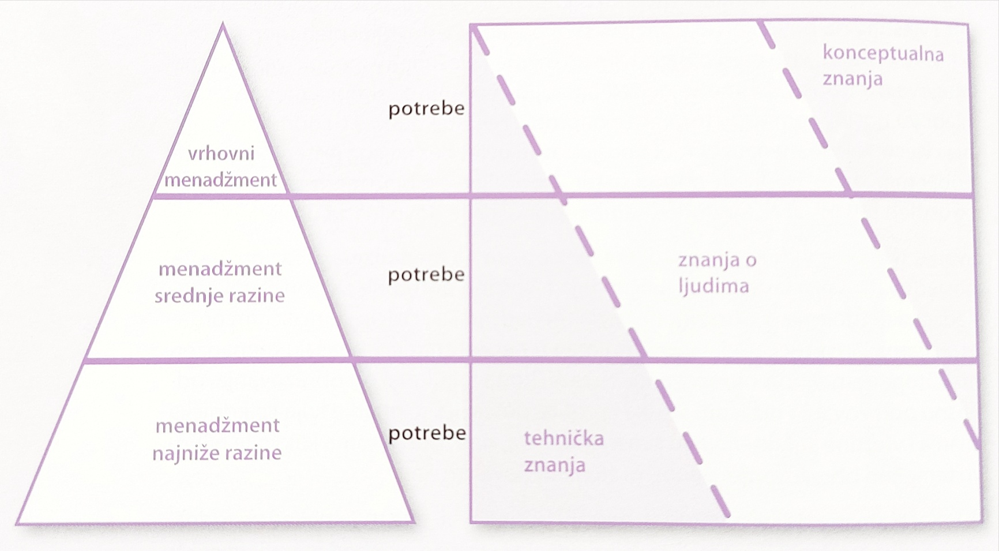 vrhovni
menadžment
menadžment
srednje razine
menadžment
najniže razine
potrebe
potrebe
potrebe
konceptualna
znanja
znanja o
ljudima
tehnička
znanja